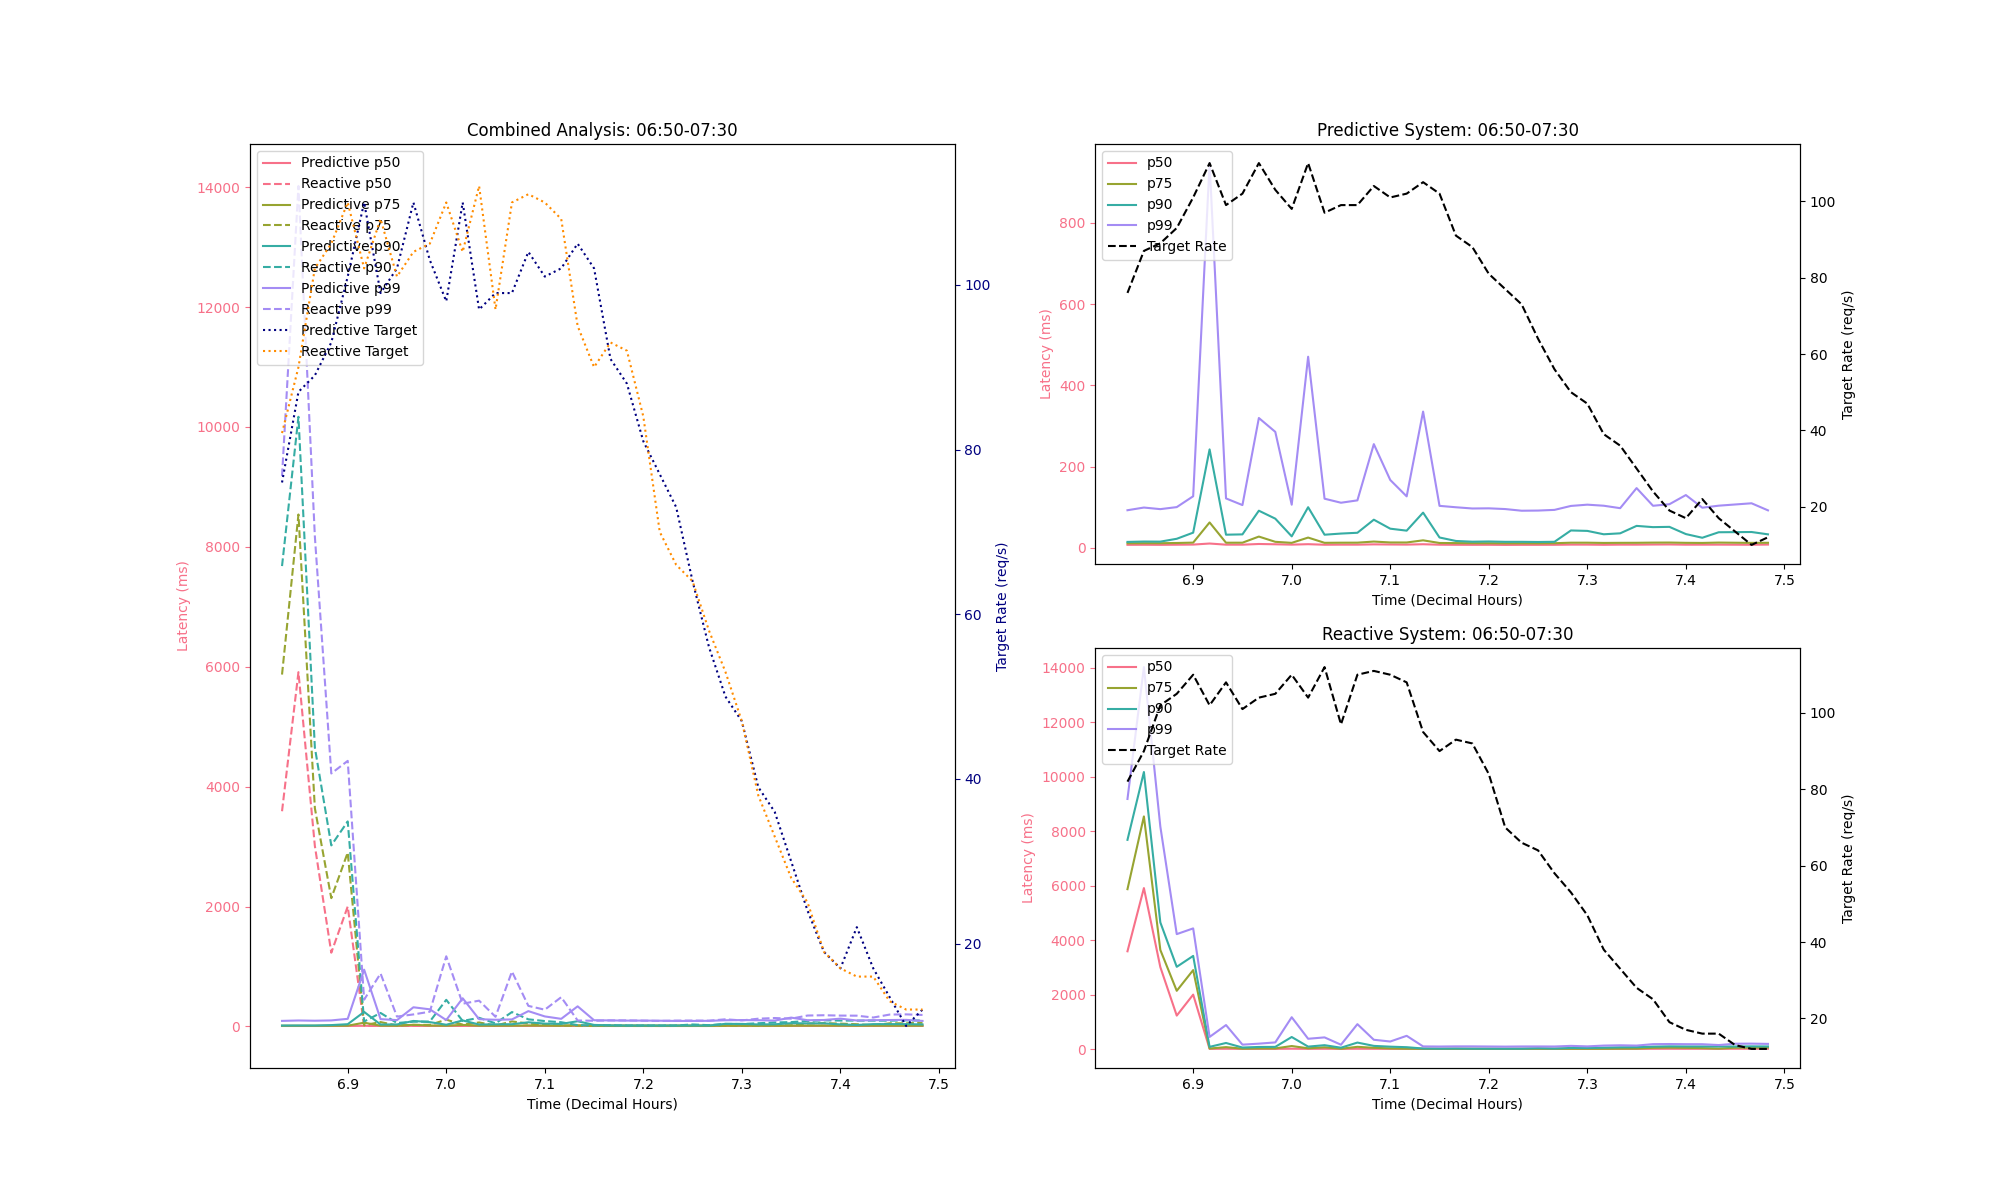 Combined Analysis: 06:50-07:30
Predictive p50
Reactive p50
Predictive p75
Reactive p75
Predictive p90
Reactive p90
Predictive p99
Reactive p99
Predictive Target
Reactive Target
14000
12000
10000
8000
6000
4000
2000
0
Latency (ms)
100
80
60
40
20
Target Rate (req/s)
6.9 7.0 7.1 7.2 7.3 7.4 7.5
Time (Decimal Hours)
Predictive System: 06:50-07:30
p50
p75
p90
p99
Target Rate
800
600
400
200
0
Latency (ms)
100
80
60
40
20
Target Rate (req/s)
6.9 7.0 7.1 7.2 7.3 7.4 7.5
Time (Decimal Hours)
Reactive System: 06:50-07:30
p50
p75
p90
p99
Target Rate
14000
12000
10000
8000
6000
4000
2000
0
Latency (ms)
100
80
60
40
20
Target Rate (req/s)
6.9 7.0 7.1 7.2 7.3 7.4 7.5
Time (Decimal Hours)